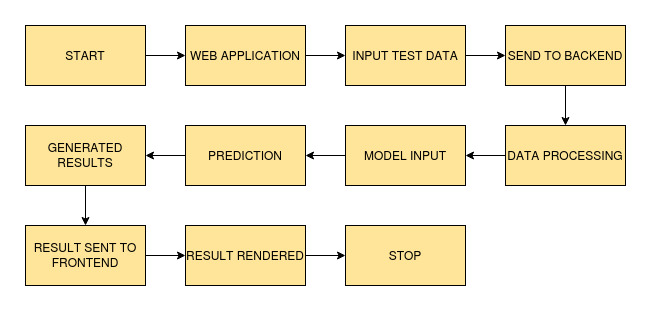 START
WEB APPLICATION
INPUT TEST DATA
SEND TO BACKEND
DATA PROCESSING
MODEL INPUT
PREDICTION
GENERATED
RESULTS
RESULT SENT TO
FRONTEND
RESULT RENDERED
STOP